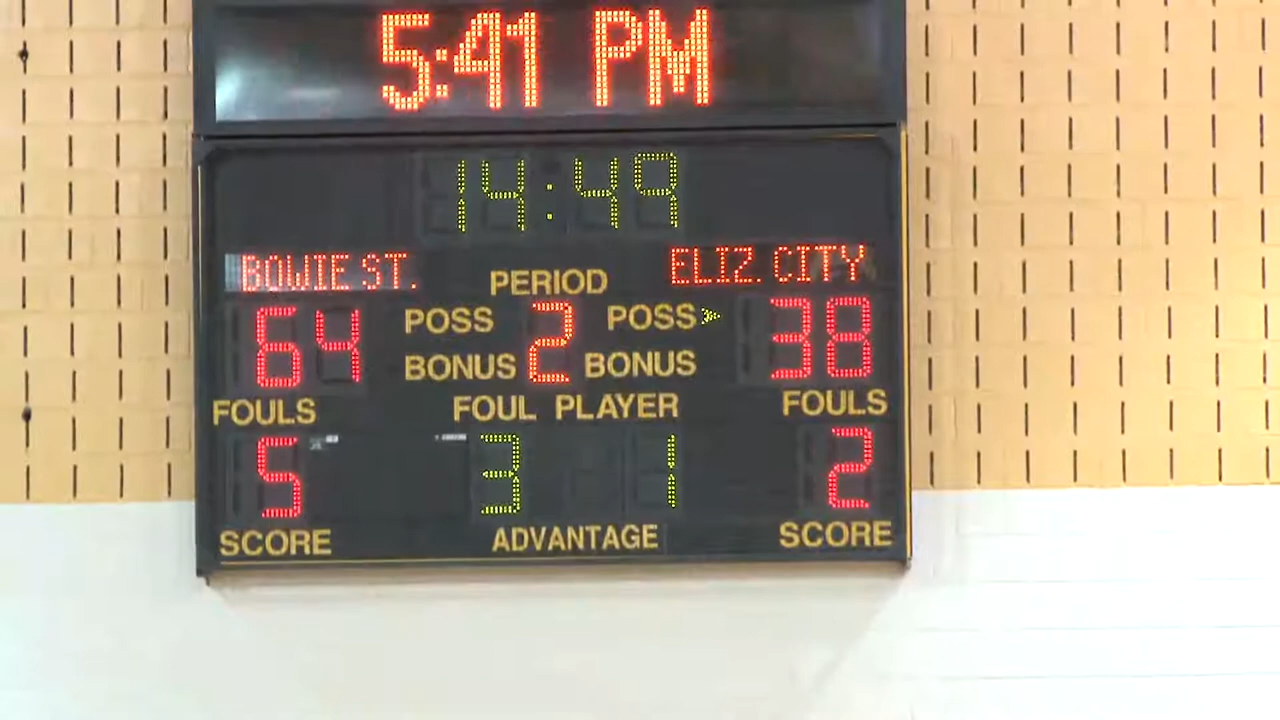 5:41 PM
14:49
BOWIE ST. PERIOD ELIZ. CITY
64 POSS 2 POSS 38
BONUS BONUS
FOULS FOUL PLAYER FOULS
5 3 1 2
SCORE ADVANTAGE SCORE